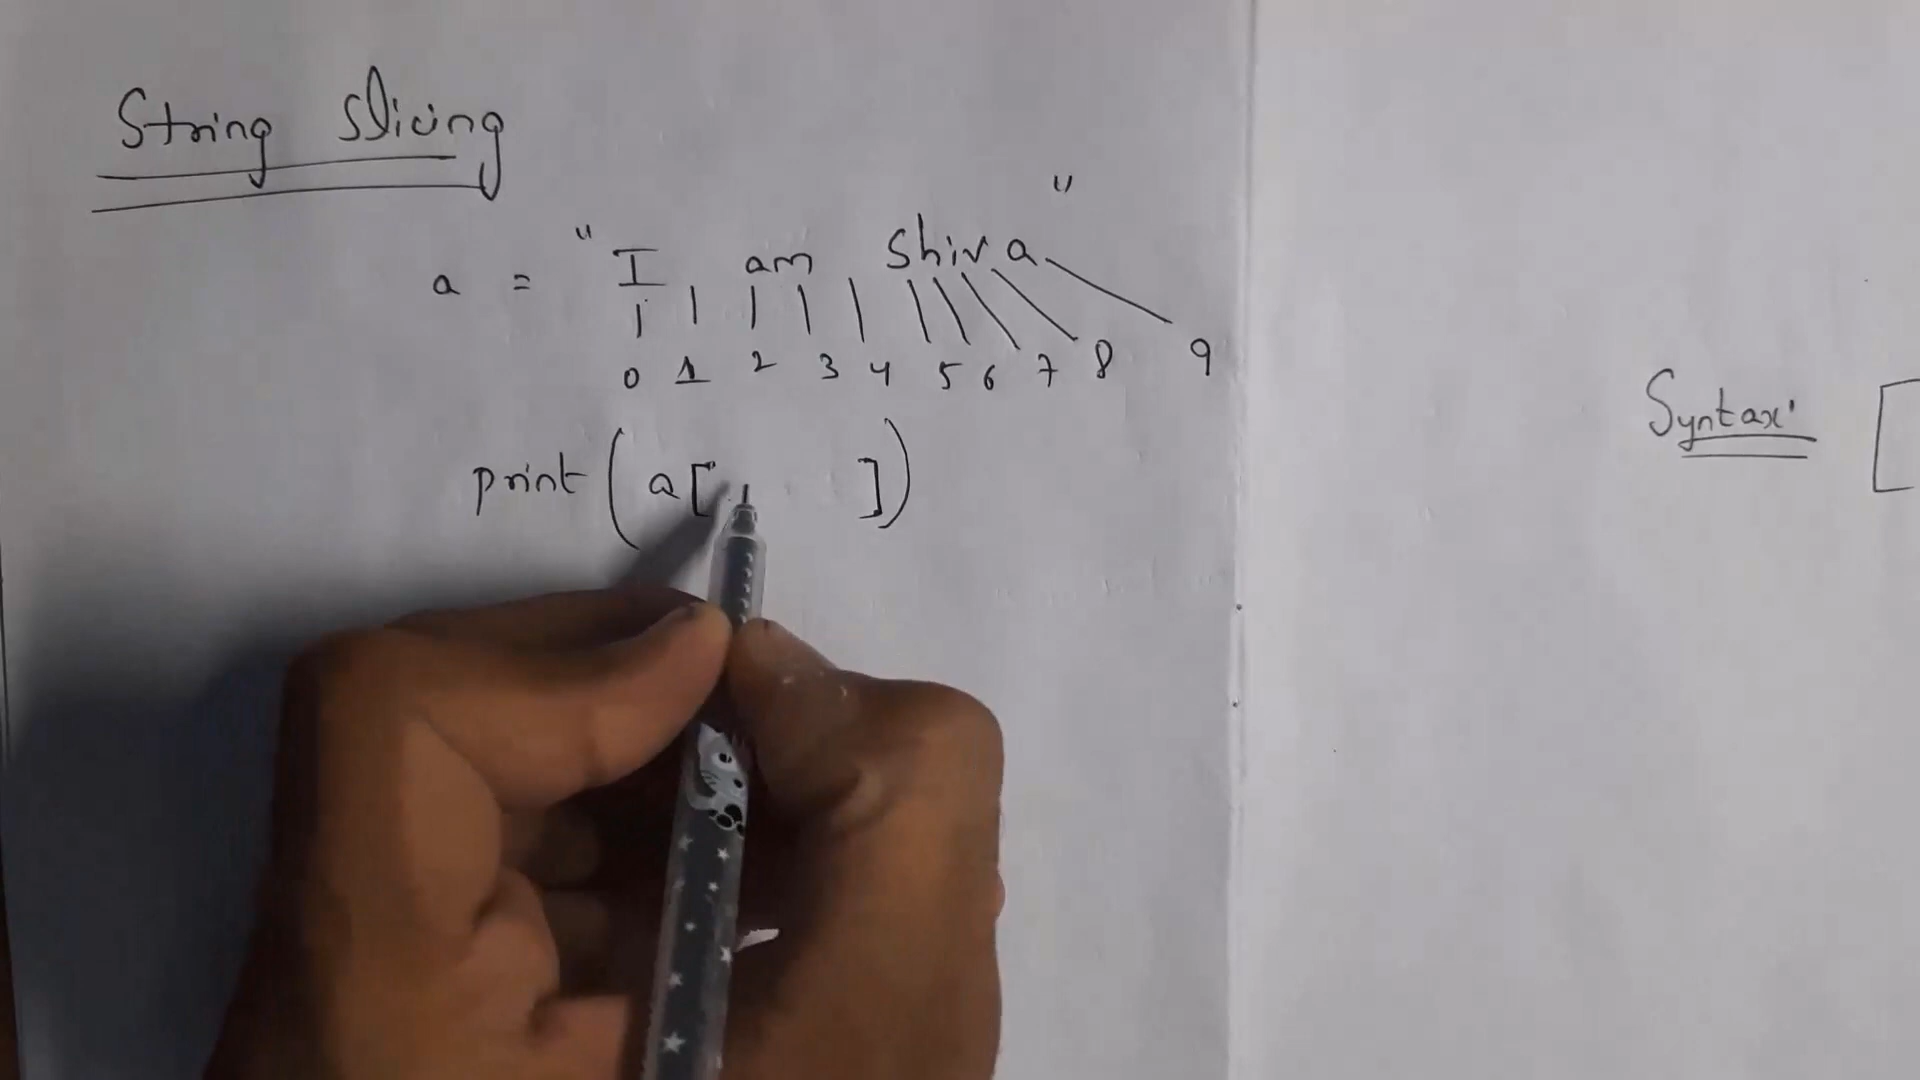 String slicing
a = "I am Shiva"
0 1 2 3 4 5 6 7 8 9
Syntax:
print(a[ ])